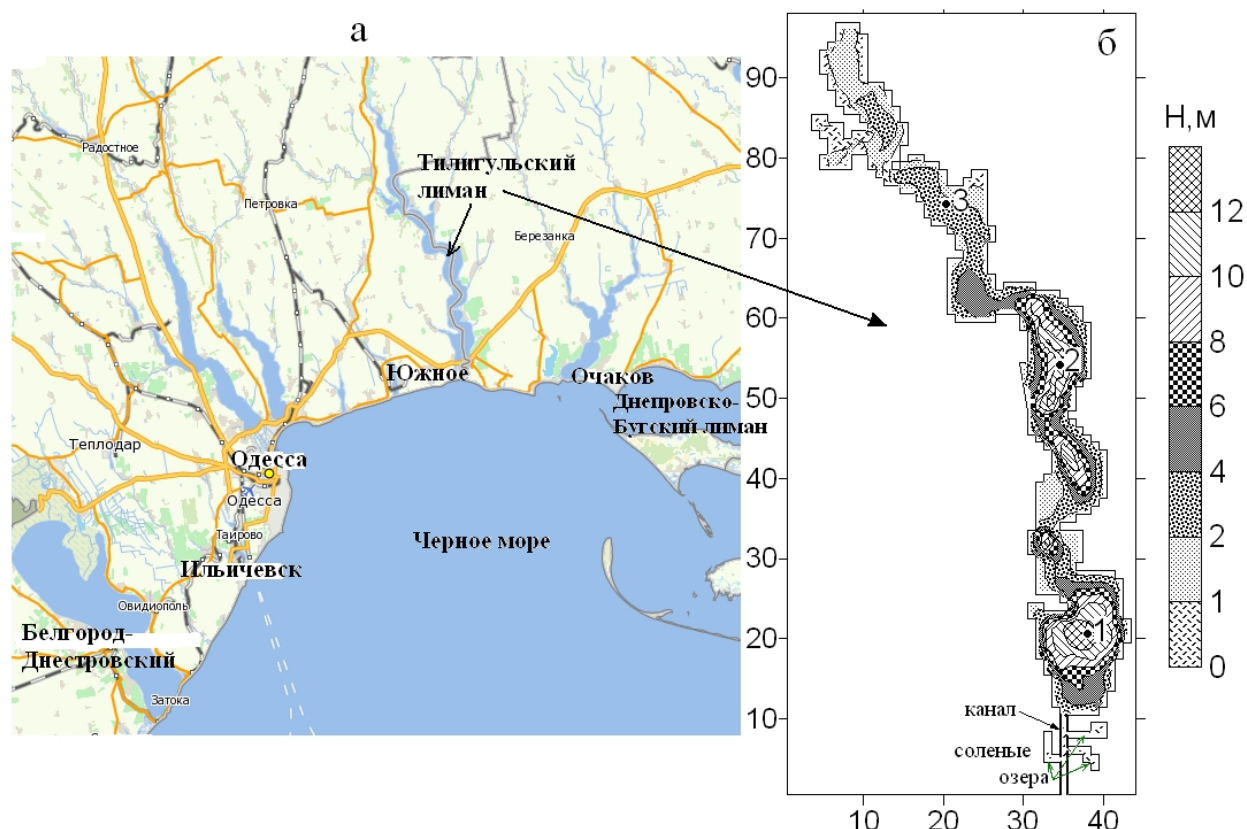 а
Радостное
Петровка
Тилигульский
лиман
Березанка
Южное
Очаков
Днепровско-
Бугский лиман
Теплодар
Одесса
Одесса
Таирово
Ильичевск
Черное море
Овидиополь
Белгород-
Днестровский
Затока
б
90
80
70
60
50
40
30
20
10
3
2
1
канал
соленые
озера
10
20
30
40
Н,м
12
10
8
6
4
2
1
0